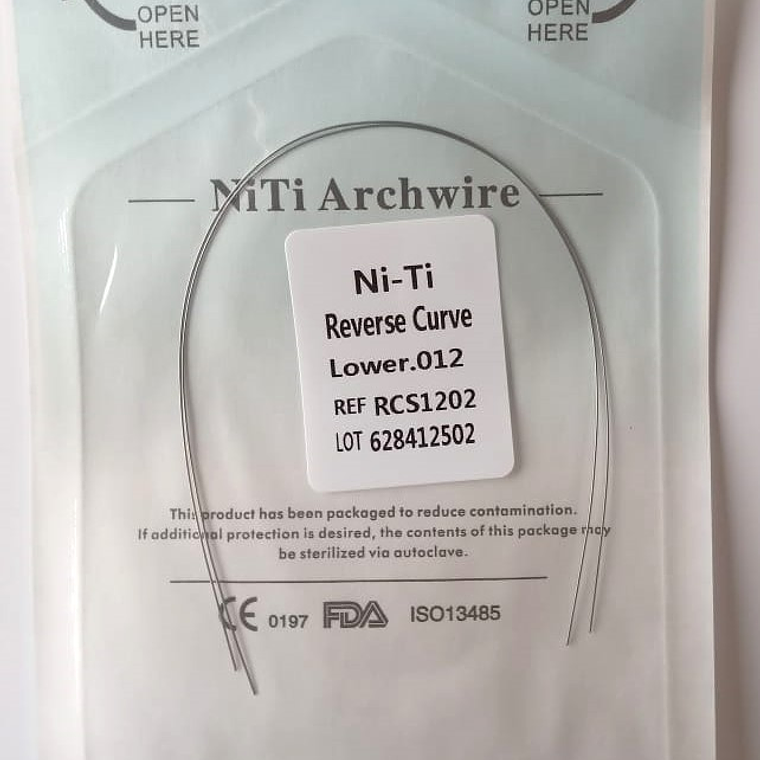 OPEN
HERE
OPEN
HERE
NiTi Archwire
Ni-Ti
Reverse Curve
Lower.012
REF RCS1202
LOT 628412502
This product has been packaged to reduce contamination.
If additional protection is desired, the contents of this package may
be sterilized via autoclave.
CE 0197 FDA ISO13485